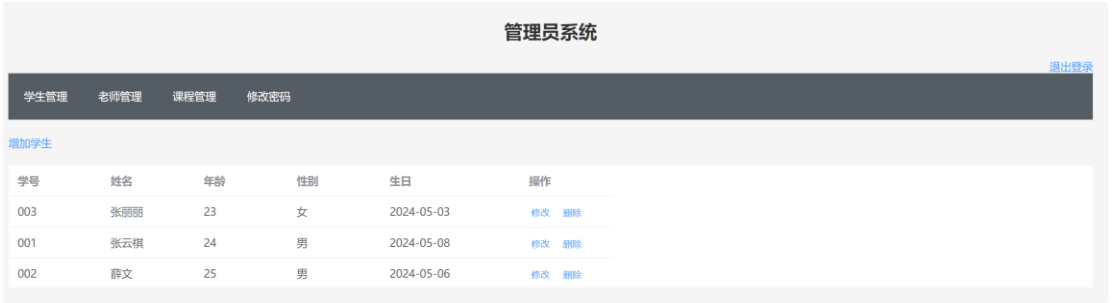 管理员系统
退出登录
学生管理 老师管理 课程管理 修改密码
增加学生
学号 姓名 年龄 性别 生日 操作
003 张丽丽 23 女 2024-05-03 修改 删除
001 张云祺 24 男 2024-05-08 修改 删除
002 薛文 25 男 2024-05-06 修改 删除